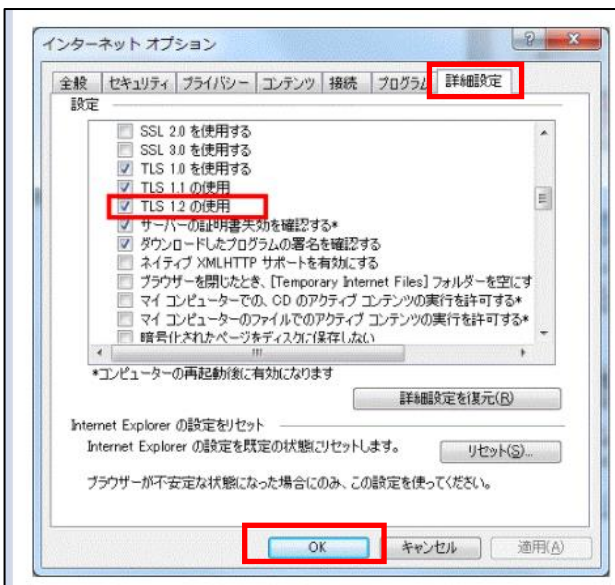 インターネット オプション
全般 セキュリティ プライバシー コンテンツ 接続 プログラム 詳細設定
設定
SSL 2.0 を使用する
SSL 3.0 を使用する
TLS 1.0 を使用する
TLS 1.1 の使用
TLS 1.2 の使用
サーバーの証明書失効を確認する*
ダウンロードしたプログラムの署名を確認する
ネイティブ XMLHTTP サポートを有効にする
ブラウザーを閉じたとき、[Temporary Internet Files] フォルダーを空にす
マイ コンピューターでの、CD のアクティブ コンテンツの実行を許可する*
マイ コンピューターのファイルでのアクティブ コンテンツの実行を許可する*
暗号化されたページをディスクに保存しない
*コンピューターの再起動後に有効になります
詳細設定を復元(R)
Internet Explorer の設定をリセット
Internet Explorer の設定を既定の状態にリセットします。
リセット(S)...
ブラウザーが不安定な状態になった場合にのみ、この設定を使ってください。
OK キャンセル 適用(A)